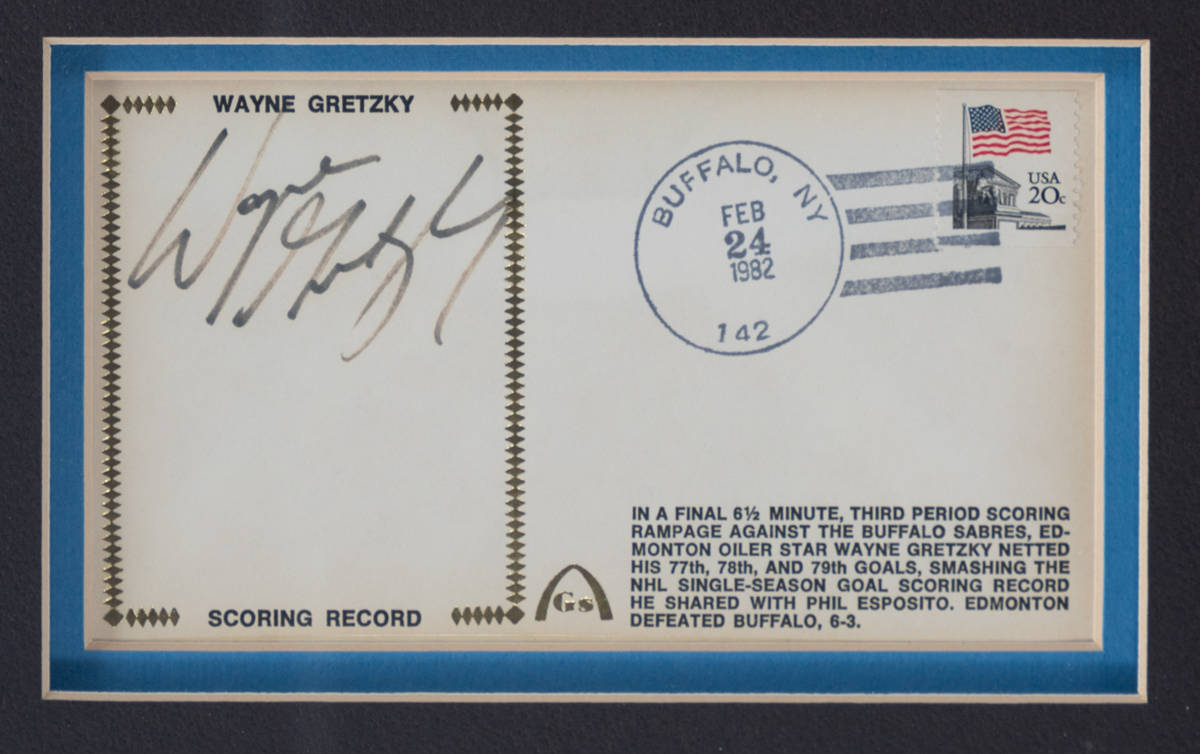 WAYNE GRETZKY
Wayne Gretzky
SCORING RECORD
BUFFALO, NY
FEB
24
1982
142
USA
20c
Gs
IN A FINAL 6½ MINUTE, THIRD PERIOD SCORING
RAMPAGE AGAINST THE BUFFALO SABRES, ED-
MONTON OILER STAR WAYNE GRETZKY NETTED
HIS 77th, 78th, AND 79th GOALS, SMASHING THE
NHL SINGLE-SEASON GOAL SCORING RECORD
HE SHARED WITH PHIL ESPOSITO. EDMONTON
DEFEATED BUFFALO, 6-3.